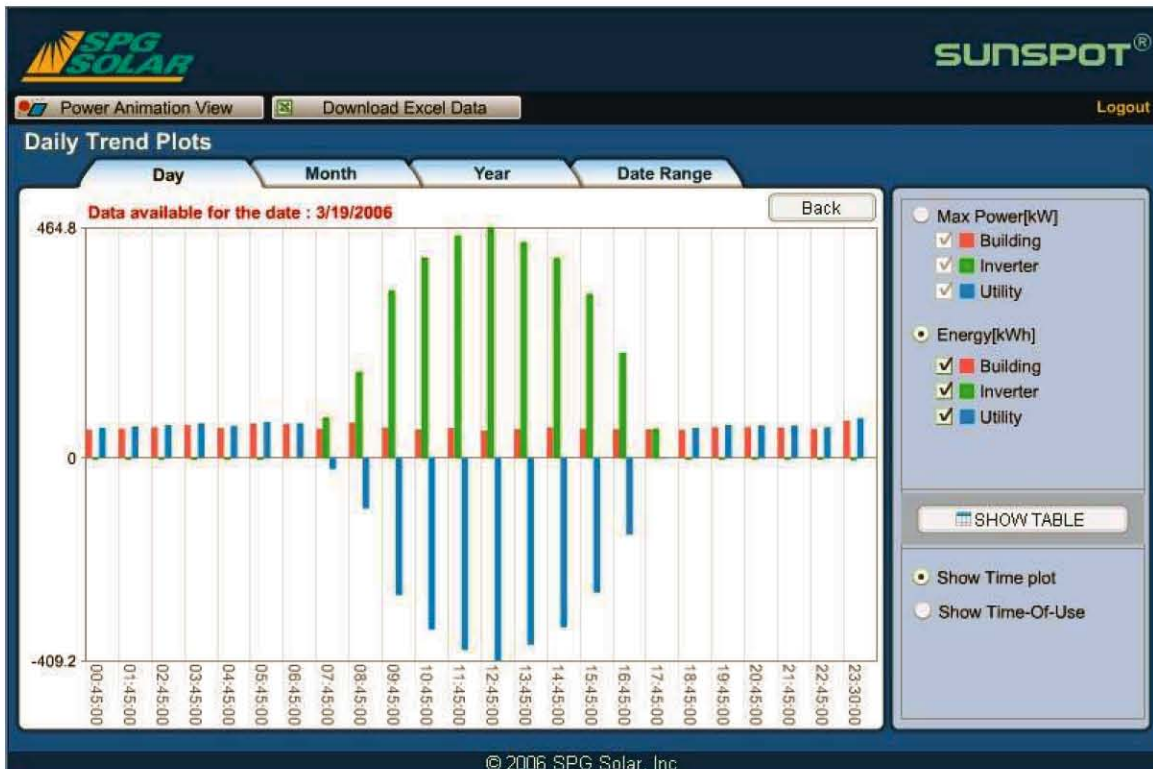 SPG
SOLAR
SUNSPOT®
Power Animation View
Download Excel Data
Logout
Daily Trend Plots
Day
Month
Year
Date Range
Data available for the date : 3/19/2006
Back
464.8
0
-409.2
00:45:00
01:45:00
02:45:00
03:45:00
04:45:00
05:45:00
06:45:00
07:45:00
08:45:00
09:45:00
10:45:00
11:45:00
12:45:00
13:45:00
14:45:00
15:45:00
16:45:00
17:45:00
18:45:00
19:45:00
20:45:00
21:45:00
22:45:00
23:30:00
Max Power[kW]
Building
Inverter
Utility
Energy[kWh]
Building
Inverter
Utility
SHOW TABLE
Show Time plot
Show Time-Of-Use
© 2006 SPG Solar, Inc